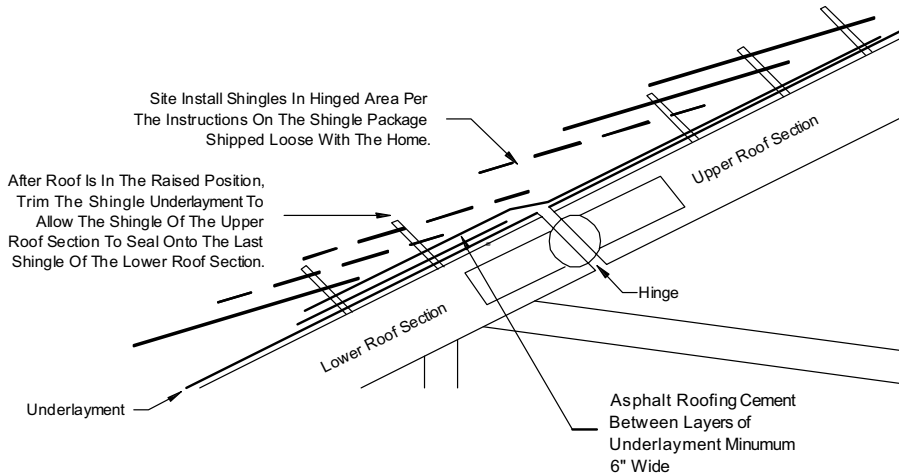 Site Install Shingles In Hinged Area Per
The Instructions On The Shingle Package
Shipped Loose With The Home.
After Roof Is In The Raised Position,
Trim The Shingle Underlayment To
Allow The Shingle Of The Upper
Roof Section To Seal Onto The Last
Shingle Of The Lower Roof Section.
Upper Roof Section
Hinge
Lower Roof Section
Underlayment
Asphalt Roofing Cement
Between Layers of
Underlayment Minumum
6" Wide